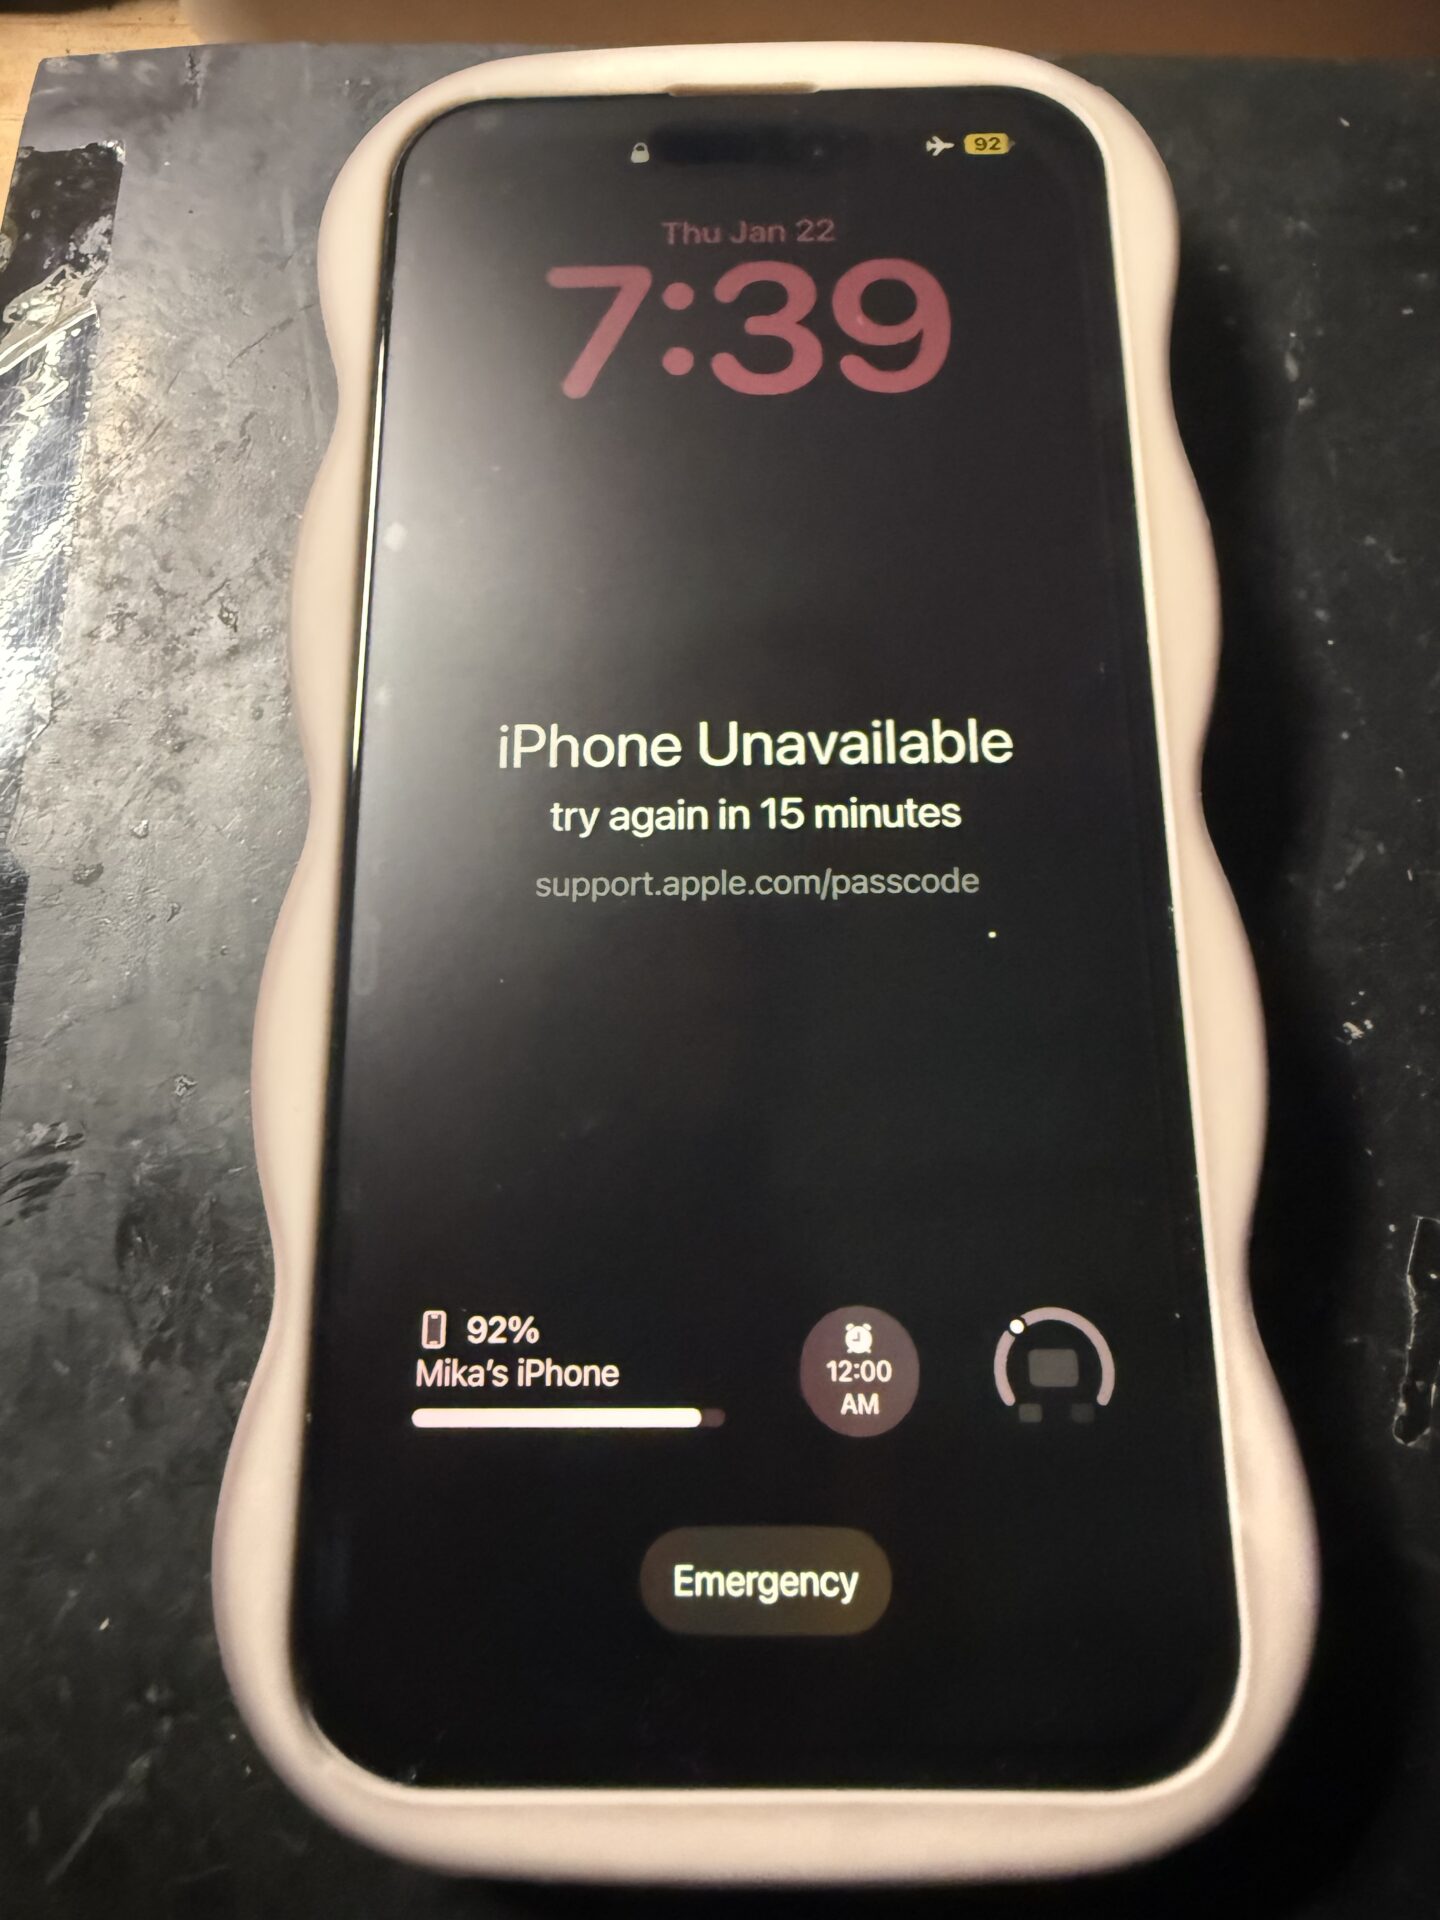 92
Thu Jan 22
7:39
iPhone Unavailable
try again in 15 minutes
support.apple.com/passcode
92%
Mika's iPhone
12:00
AM
Emergency